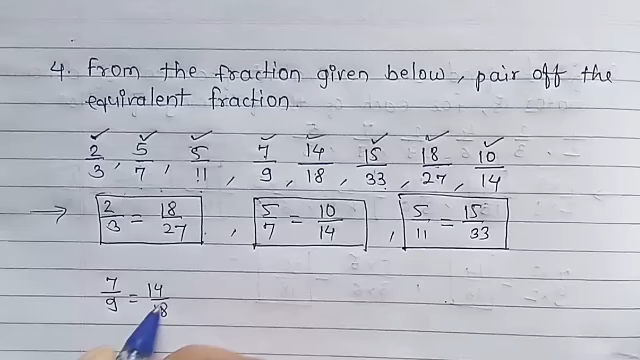 4. From the fraction given below, pair off the
equivalent fraction
2/3, 5/7, 5/11, 7/9, 14/18, 15/33, 18/27, 10/14
→ 2/3 = 18/27, 5/7 = 10/14, 5/11 = 15/33
7/9 = 14/18